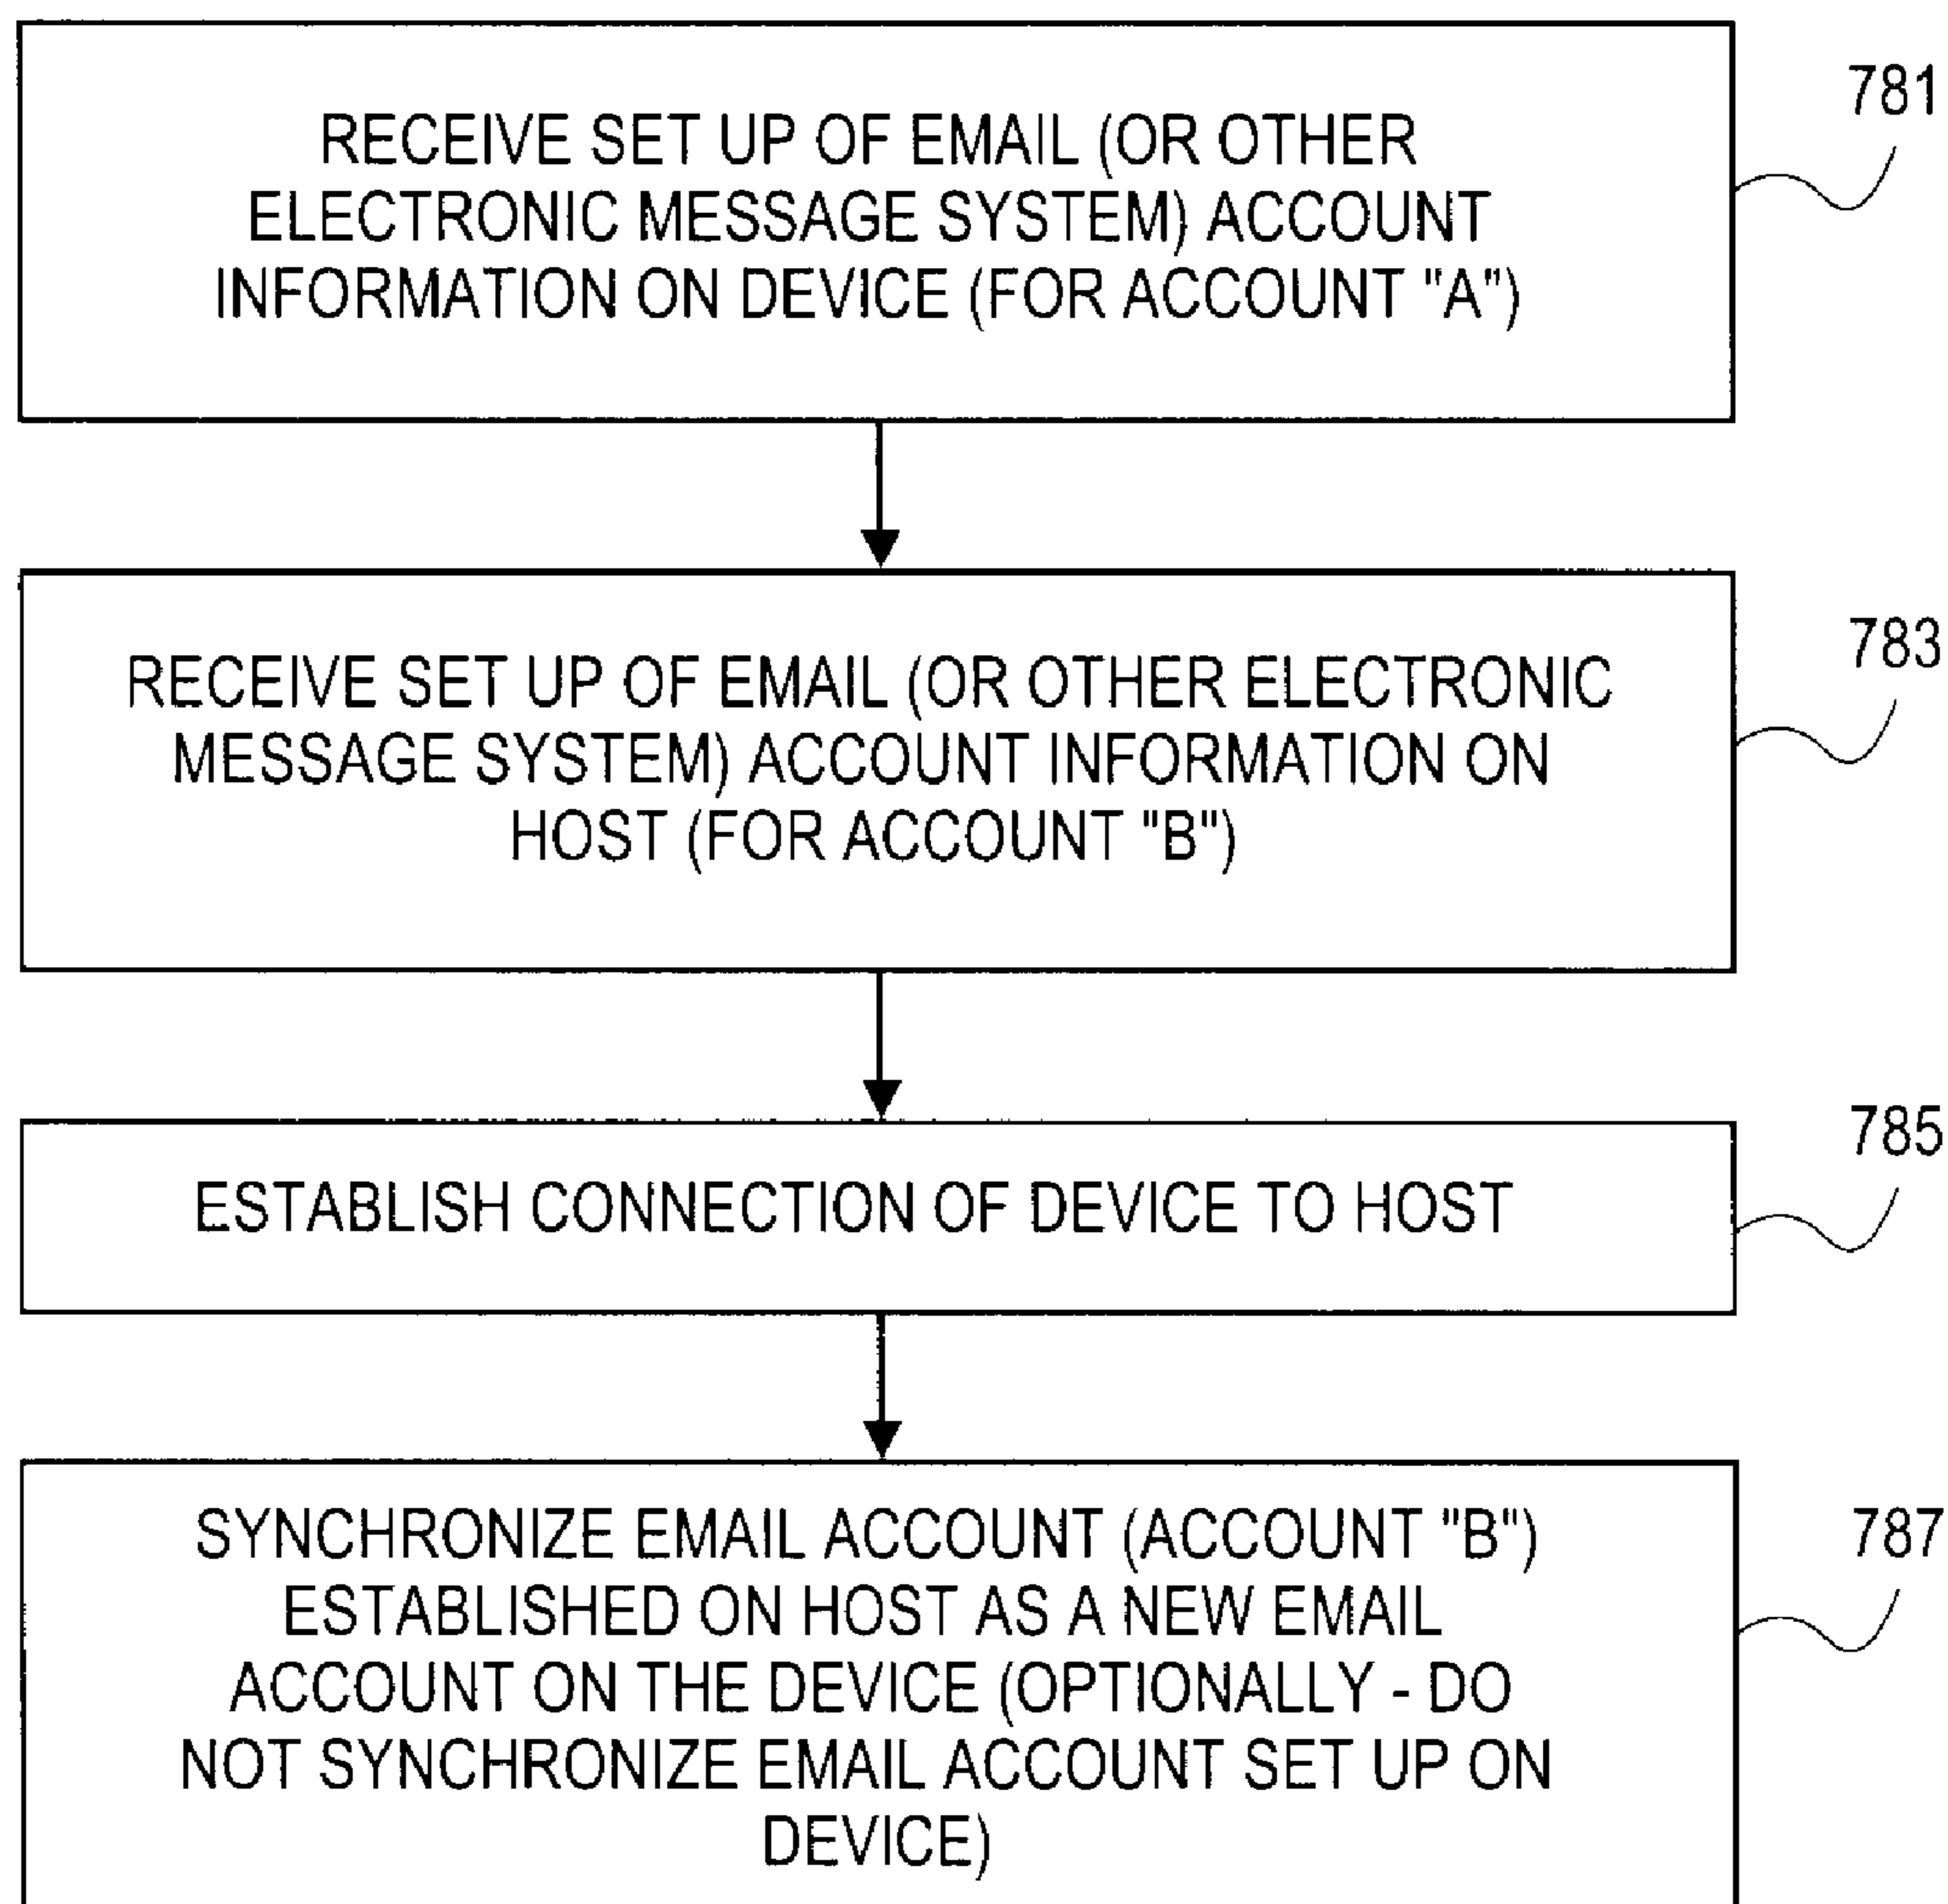 781
RECEIVE SET UP OF EMAIL (OR OTHER
ELECTRONIC MESSAGE SYSTEM) ACCOUNT
INFORMATION ON DEVICE (FOR ACCOUNT "A")
783
RECEIVE SET UP OF EMAIL (OR OTHER ELECTRONIC
MESSAGE SYSTEM) ACCOUNT INFORMATION ON
HOST (FOR ACCOUNT "B")
785
ESTABLISH CONNECTION OF DEVICE TO HOST
787
SYNCHRONIZE EMAIL ACCOUNT (ACCOUNT "B")
ESTABLISHED ON HOST AS A NEW EMAIL
ACCOUNT ON THE DEVICE (OPTIONALLY - DO
NOT SYNCHRONIZE EMAIL ACCOUNT SET UP ON
DEVICE)